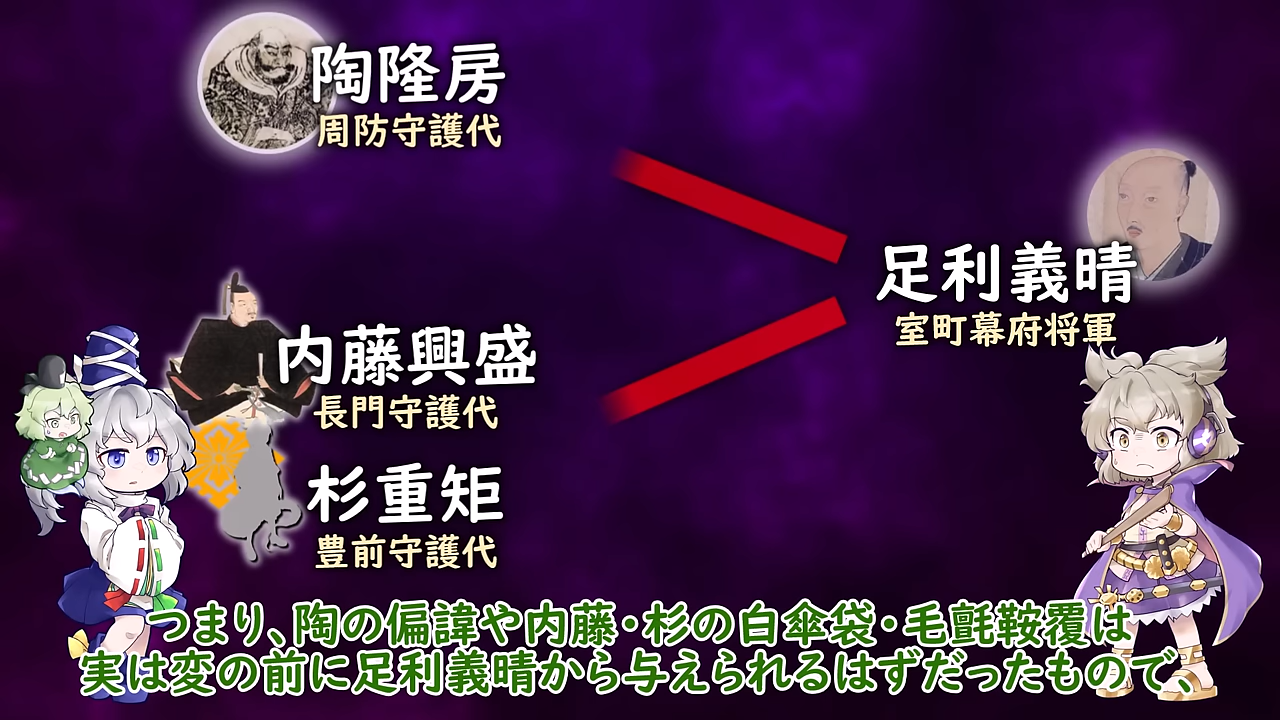 陶隆房
周防守護代
足利義晴
室町幕府将軍
内藤興盛
長門守護代
杉重矩
豊前守護代
つまり、陶の偏諱や内藤・杉の白傘袋・毛氈鞍覆は
実は変の前に足利義晴から与えられるはずだったもので、